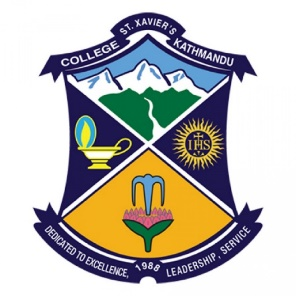 ST. XAVIER'S
COLLEGE KATHMANDU
IHS
1988
DEDICATED TO EXCELLENCE, LEADERSHIP, SERVICE